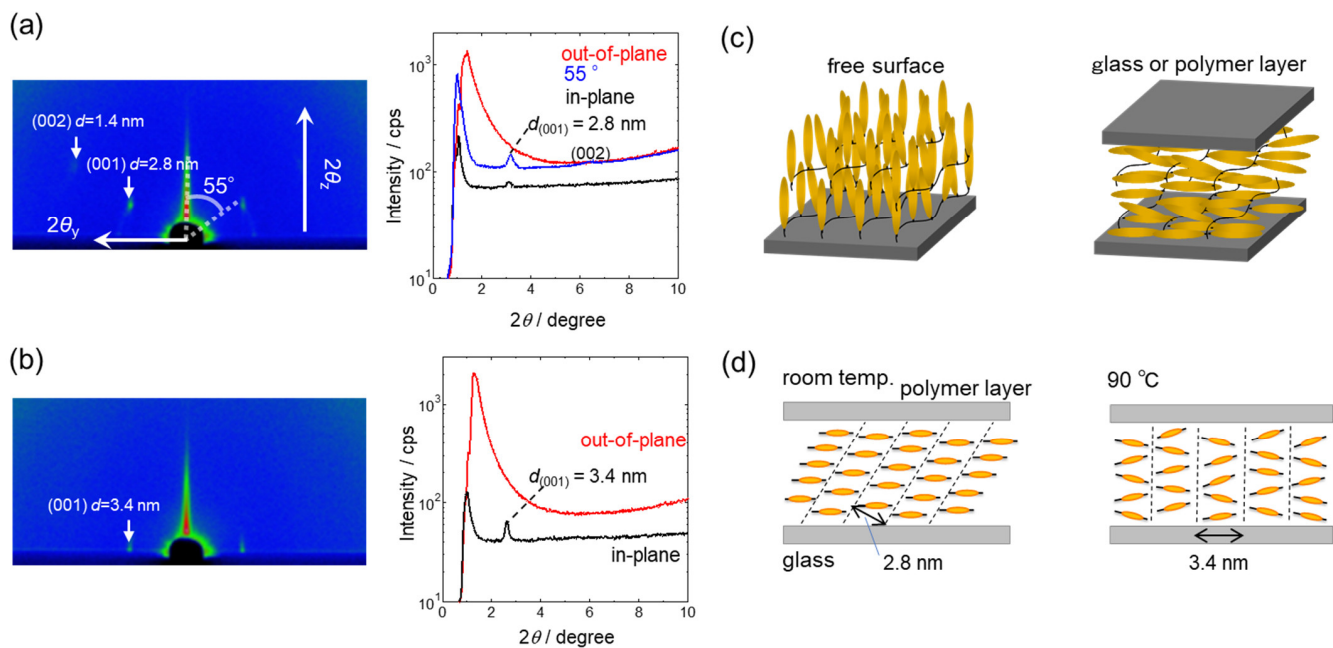 (a)
(002) d=1.4 nm
(001) d=2.8 nm
55°
2θy
2θz
Intensity / cps
10³
10²
10¹
out-of-plane
55 °
in-plane
d(001) = 2.8 nm
(002)
0 2 4 6 8 10
2θ / degree
(c)
free surface
glass or polymer layer
(b)
(001) d=3.4 nm
Intensity / cps
10³
10²
10¹
out-of-plane
d(001) = 3.4 nm
in-plane
0 2 4 6 8 10
2θ / degree
(d)
room temp.
polymer layer
glass
2.8 nm
90 °C
3.4 nm